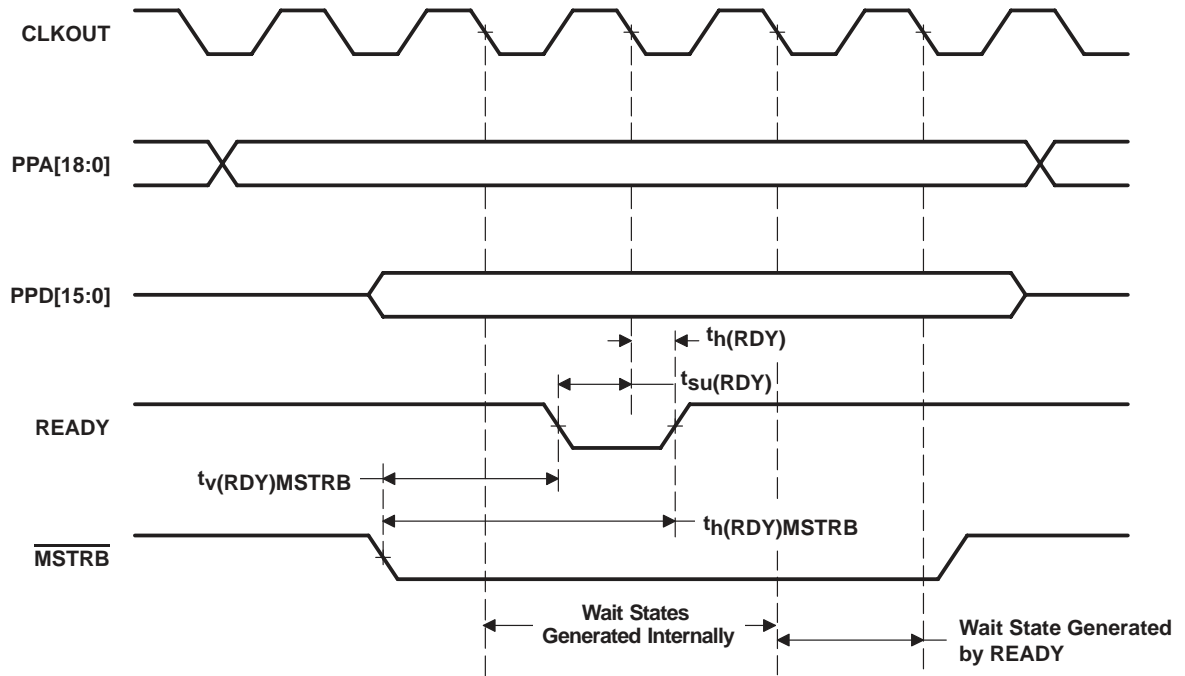 CLKOUT
PPA[18:0]
PPD[15:0]
th(RDY)
tsu(RDY)
READY
tv(RDY)MSTRB
th(RDY)MSTRB
MSTRB
Wait States
Generated Internally
Wait State Generated
by READY